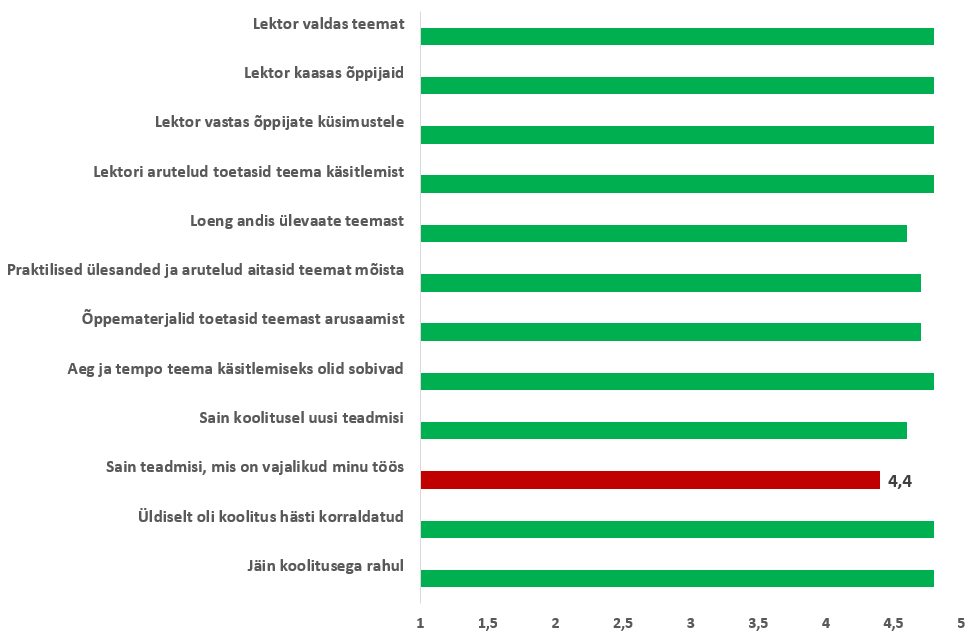 Lektor valdas teemat
Lektor kaasas õppijaid
Lektor vastas õppijate küsimustele
Lektori arutelud toetasid teema käsitlemist
Loeng andis ülevaate teemast
Praktilised ülesanded ja arutelud aitasid teemat mõista
Õppematerjalid toetasid teemast arusaamist
Aeg ja tempo teema käsitlemiseks olid sobivad
Sain koolitusel uusi teadmisi
Sain teadmisi, mis on vajalikud minu töös
4,4
Üldiselt oli koolitus hästi korraldatud
Jäin koolitusega rahul
1 1,5 2 2,5 3 3,5 4 4,5 5